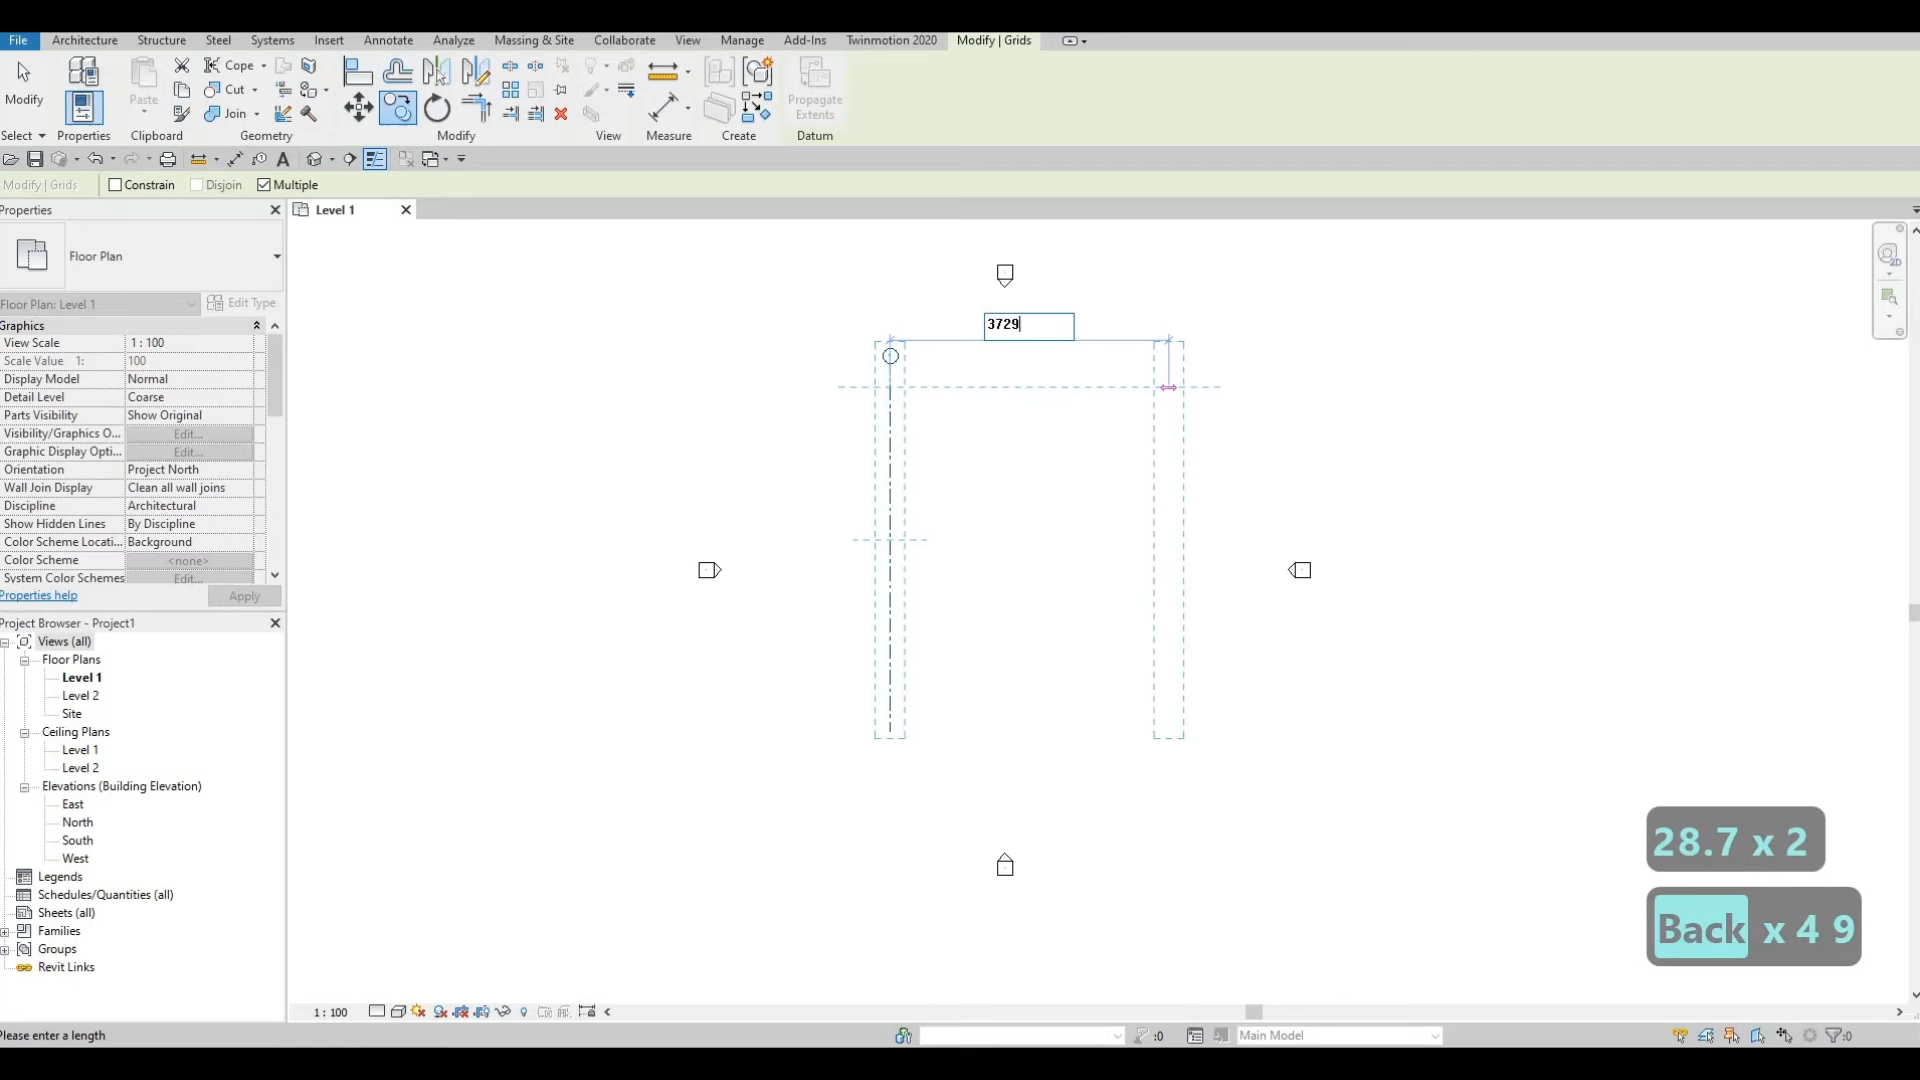 File Architecture Structure Steel Systems Insert Annotate Analyze Massing & Site Collaborate View Manage Add-Ins Twinmotion 2020 Modify | Grids
Modify
Select
Properties
Paste
Clipboard
Cope
Cut
Join
Geometry
Modify
View
Measure
Create
Propagate
Extents
Datum
Modify | Grids Constrain Disjoin Multiple
Properties
Level 1
Floor Plan
Floor Plan: Level 1 Edit Type
Graphics
View Scale 1 : 100
Scale Value 1: 100
Display Model Normal
Detail Level Coarse
Parts Visibility Show Original
Visibility/Graphics O... Edit...
Graphic Display Opti... Edit...
Orientation Project North
Wall Join Display Clean all wall joins
Discipline Architectural
Show Hidden Lines By Discipline
Color Scheme Locati... Background
Color Scheme <none>
System Color Schemes Edit...
Properties help Apply
Project Browser - Project1
Views (all)
Floor Plans
Level 1
Level 2
Site
Ceiling Plans
Level 1
Level 2
Elevations (Building Elevation)
East
North
South
West
Legends
Schedules/Quantities (all)
Sheets (all)
Families
Groups
Revit Links
3729
28.7 x 2
Back x 4 9
1 : 100
Please enter a length
:0
Main Model
:0